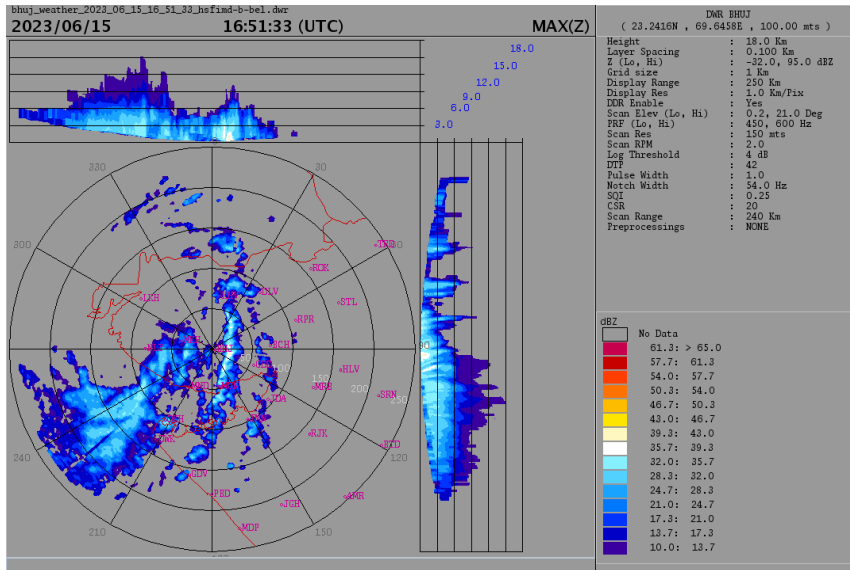 bhuj_weather_2023_06_15_16_51_33_hsfimd-b-bel.dwr
2023/06/15 16:51:33 (UTC) MAX(Z)
18.0
15.0
12.0
9.0
6.0
3.0
DWR BHUJ
( 23.2416N , 69.6458E , 100.00 mts )
Height : 18.0 Km
Layer Spacing : 0.100 Km
Z (Lo, Hi) : -32.0, 95.0 dBZ
Grid size : 1 Km
Display Range : 250 Km
Display Res : 1.0 Km/Pix
DDR Enable : Yes
Scan Elev (Lo, Hi) : 0.2, 21.0 Deg
PRF (Lo, Hi) : 450, 600 Hz
Scan Res : 150 mts
Scan RPM : 2.0
Log Threshold : 4 dB
DTP : 42
Pulse Width : 1.0
Notch Width : 54.0 Hz
SQI : 0.25
CSR : 20
Scan Range : 240 Km
Preprocessings : NONE
330
30
300
ROK
LKH
DLV
STL
RPR
SCH
90
100
HLV
150
MRB
200
SRN
250
JDA
RJK
240
120
GDV
PBD
AMR
JGH
210
MDP
150
dBZ
No Data
61.3: > 65.0
57.7: 61.3
54.0: 57.7
50.3: 54.0
46.7: 50.3
43.0: 46.7
39.3: 43.0
35.7: 39.3
32.0: 35.7
28.3: 32.0
24.7: 28.3
21.0: 24.7
17.3: 21.0
13.7: 17.3
10.0: 13.7